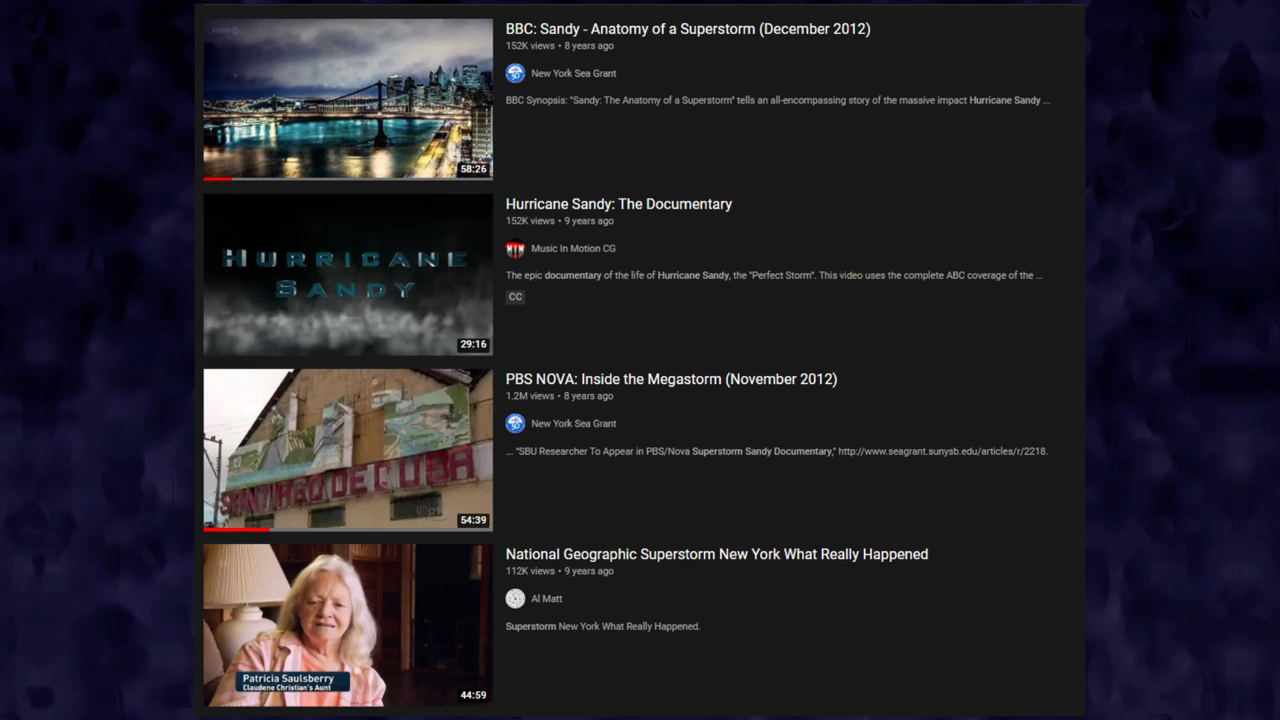 BBC: Sandy - Anatomy of a Superstorm (December 2012)
152K views • 8 years ago
New York Sea Grant
BBC Synopsis: "Sandy: The Anatomy of a Superstorm" tells an all-encompassing story of the massive impact Hurricane Sandy ...
58:26
HURRICANE
SANDY
29:16
Hurricane Sandy: The Documentary
152K views • 9 years ago
MIM
Music In Motion CG
The epic documentary of the life of Hurricane Sandy, the "Perfect Storm". This video uses the complete ABC coverage of the ...
CC
SANTIAGO DE CUBA
54:39
PBS NOVA: Inside the Megastorm (November 2012)
1.2M views • 8 years ago
New York Sea Grant
... "SBU Researcher To Appear in PBS/Nova Superstorm Sandy Documentary," http://www.seagrant.sunysb.edu/articles/r/2218.
Patricia Saulsberry
Claudene Christian's Aunt
44:59
National Geographic Superstorm New York What Really Happened
112K views • 9 years ago
Al Matt
Superstorm New York What Really Happened.